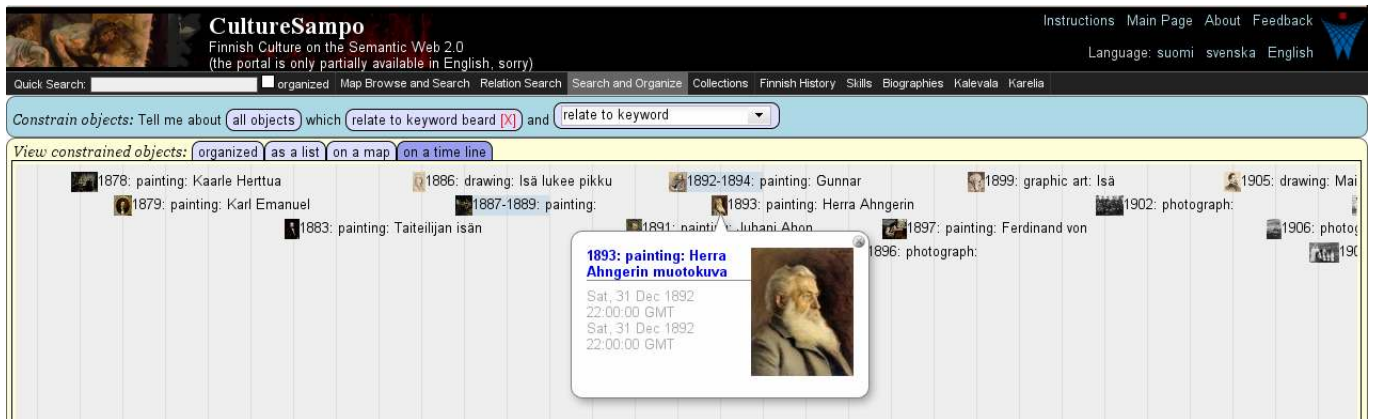 CultureSampo
Finnish Culture on the Semantic Web 2.0
(the portal is only partially available in English, sorry)
Instructions Main Page About Feedback
Language: suomi svenska English
Quick Search: organized Map Browse and Search Relation Search Search and Organize Collections Finnish History Skills Biographies Kalevala Karelia
Constrain objects: Tell me about all objects which relate to keyword beard [X] and relate to keyword
View constrained objects: organized as a list on a map on a time line
1878: painting: Kaarle Herttua 1886: drawing: Isä lukee pikku 1892-1894: painting: Gunnar 1899: graphic art: Isä 1905: drawing: Mai
1879: painting: Karl Emanuel 1887-1889: painting: 1893: painting: Herra Ahngerin 1902: photograph:
1883: painting: Taiteilijan isän 1891: painting: Juhani Ahon 1897: painting: Ferdinand von 1906: photog
1896: photograph: 190
1893: painting: Herra
Ahngerin muotokuva
Sat, 31 Dec 1892
22:00:00 GMT
Sat, 31 Dec 1892
22:00:00 GMT